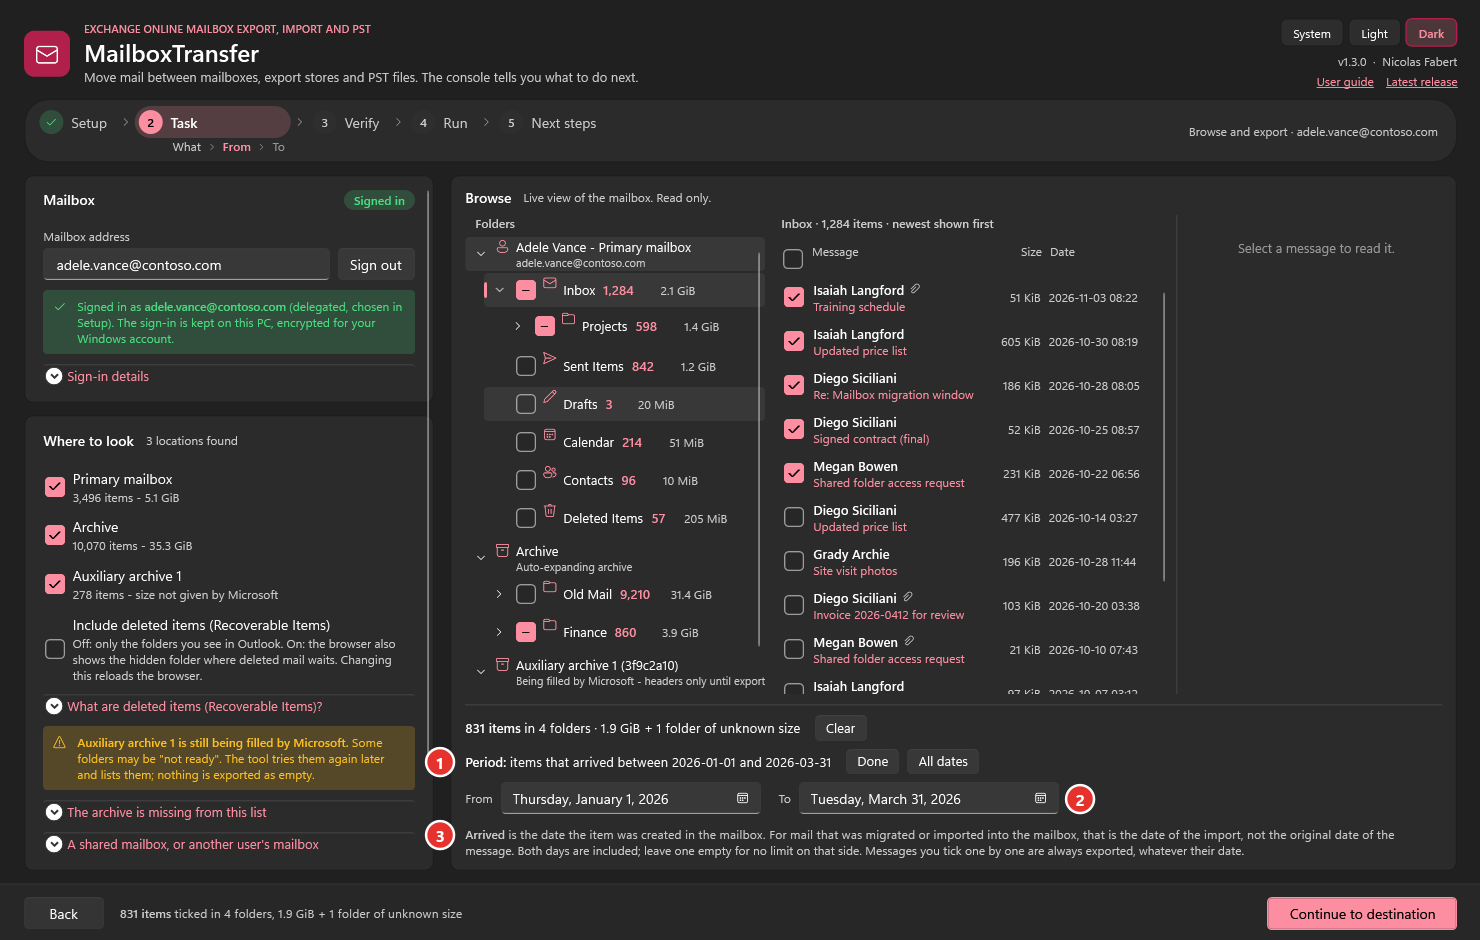 EXCHANGE ONLINE MAILBOX EXPORT, IMPORT AND PST
MailboxTransfer
Move mail between mailboxes, export stores and PST files. The console tells you what to do next.
System
Light
Dark
v1.3.0 · Nicolas Fabert
User guide
Latest release
Setup
2 Task
3 Verify
4 Run
5 Next steps
What > From > To
Browse and export · adele.vance@contoso.com
Mailbox
Signed in
Mailbox address
adele.vance@contoso.com
Sign out
Signed in as adele.vance@contoso.com (delegated, chosen in
Setup). The sign-in is kept on this PC, encrypted for your
Windows account.
Sign-in details
Where to look 3 locations found
Primary mailbox
3,496 items - 5.1 GiB
Archive
10,070 items - 35.3 GiB
Auxiliary archive 1
278 items - size not given by Microsoft
Include deleted items (Recoverable Items)
Off: only the folders you see in Outlook. On: the browser also
shows the hidden folder where deleted mail waits. Changing
this reloads the browser.
What are deleted items (Recoverable Items)?
Auxiliary archive 1 is still being filled by Microsoft. Some
folders may be "not ready". The tool tries them again later
and lists them; nothing is exported as empty.
The archive is missing from this list
A shared mailbox, or another user's mailbox
Browse Live view of the mailbox. Read only.
Folders
Adele Vance - Primary mailbox
adele.vance@contoso.com
Inbox 1,284 2.1 GiB
Projects 598 1.4 GiB
Sent Items 842 1.2 GiB
Drafts 3 20 MiB
Calendar 214 51 MiB
Contacts 96 10 MiB
Deleted Items 57 205 MiB
Archive
Auto-expanding archive
Old Mail 9,210 31.4 GiB
Finance 860 3.9 GiB
Auxiliary archive 1 (3f9c2a10)
Being filled by Microsoft - headers only until export
Inbox · 1,284 items · newest shown first
Message Size Date
Isaiah Langford
Training schedule
51 KiB 2026-11-03 08:22
Isaiah Langford
Updated price list
605 KiB 2026-10-30 08:19
Diego Siciliani
Re: Mailbox migration window
186 KiB 2026-10-28 08:05
Diego Siciliani
Signed contract (final)
52 KiB 2026-10-25 08:57
Megan Bowen
Shared folder access request
231 KiB 2026-10-22 06:56
Diego Siciliani
Updated price list
477 KiB 2026-10-14 03:27
Grady Archie
Site visit photos
196 KiB 2026-10-28 11:44
Diego Siciliani
Invoice 2026-0412 for review
103 KiB 2026-10-20 03:38
Megan Bowen
Shared folder access request
21 KiB 2026-10-10 07:43
Isaiah Langford
97 KiB 2026-10-07 03:12
Select a message to read it.
831 items in 4 folders · 1.9 GiB + 1 folder of unknown size
Clear
1
Period: items that arrived between 2026-01-01 and 2026-03-31
Done
All dates
From Thursday, January 1, 2026
To Tuesday, March 31, 2026
2
3
Arrived is the date the item was created in the mailbox. For mail that was migrated or imported into the mailbox, that is the date of the import, not the original date of the
message. Both days are included; leave one empty for no limit on that side. Messages you tick one by one are always exported, whatever their date.
Back
831 items ticked in 4 folders, 1.9 GiB + 1 folder of unknown size
Continue to destination